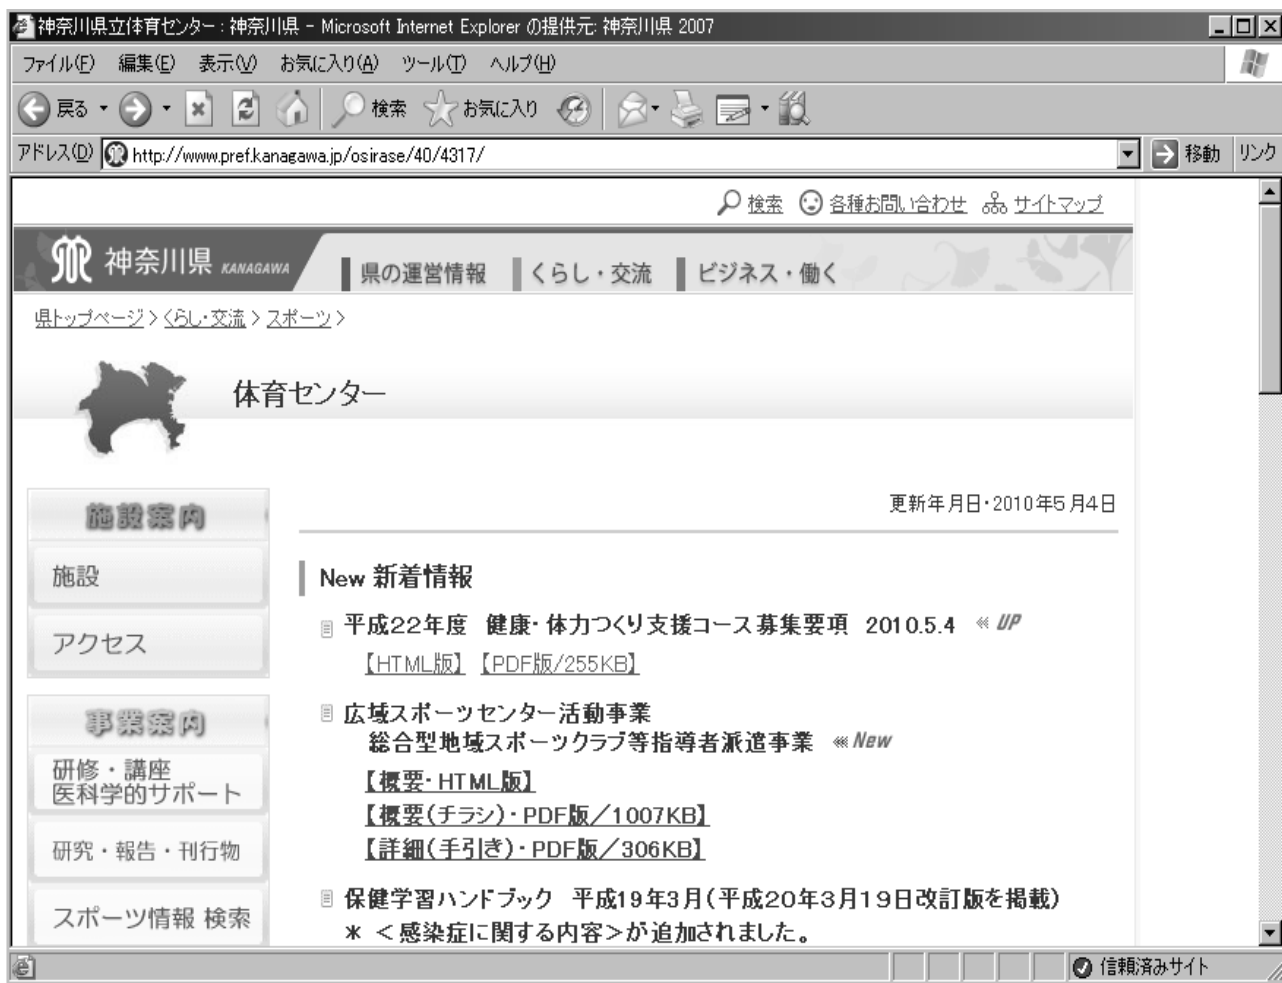 神奈川県立体育センター : 神奈川県 - Microsoft Internet Explorer の提供元: 神奈川県 2007
ファイル(F) 編集(E) 表示(V) お気に入り(A) ツール(T) ヘルプ(H)
戻る 検索 お気に入り
アドレス(D) http://www.pref.kanagawa.jp/osirase/40/4317/ 移動 リンク
検索 各種お問い合わせ サイトマップ
神奈川県 KANAGAWA 県の運営情報 くらし・交流 ビジネス・働く
県トップページ > くらし・交流 > スポーツ >
体育センター
更新年月日・2010年5月4日
施設案内
施設
アクセス
事業案内
研修・講座
医科学的サポート
研究・報告・刊行物
スポーツ情報 検索
New 新着情報
平成22年度 健康・体力つくり支援コース募集要項 2010.5.4 UP
【HTML版】 【PDF版/255KB】
広域スポーツセンター活動事業
総合型地域スポーツクラブ等指導者派遣事業 New
【概要・HTML版】
【概要(チラシ)・PDF版/1007KB】
【詳細(手引き)・PDF版/306KB】
保健学習ハンドブック 平成19年3月(平成20年3月19日改訂版を掲載)
* <感染症に関する内容>が追加されました。
信頼済みサイト